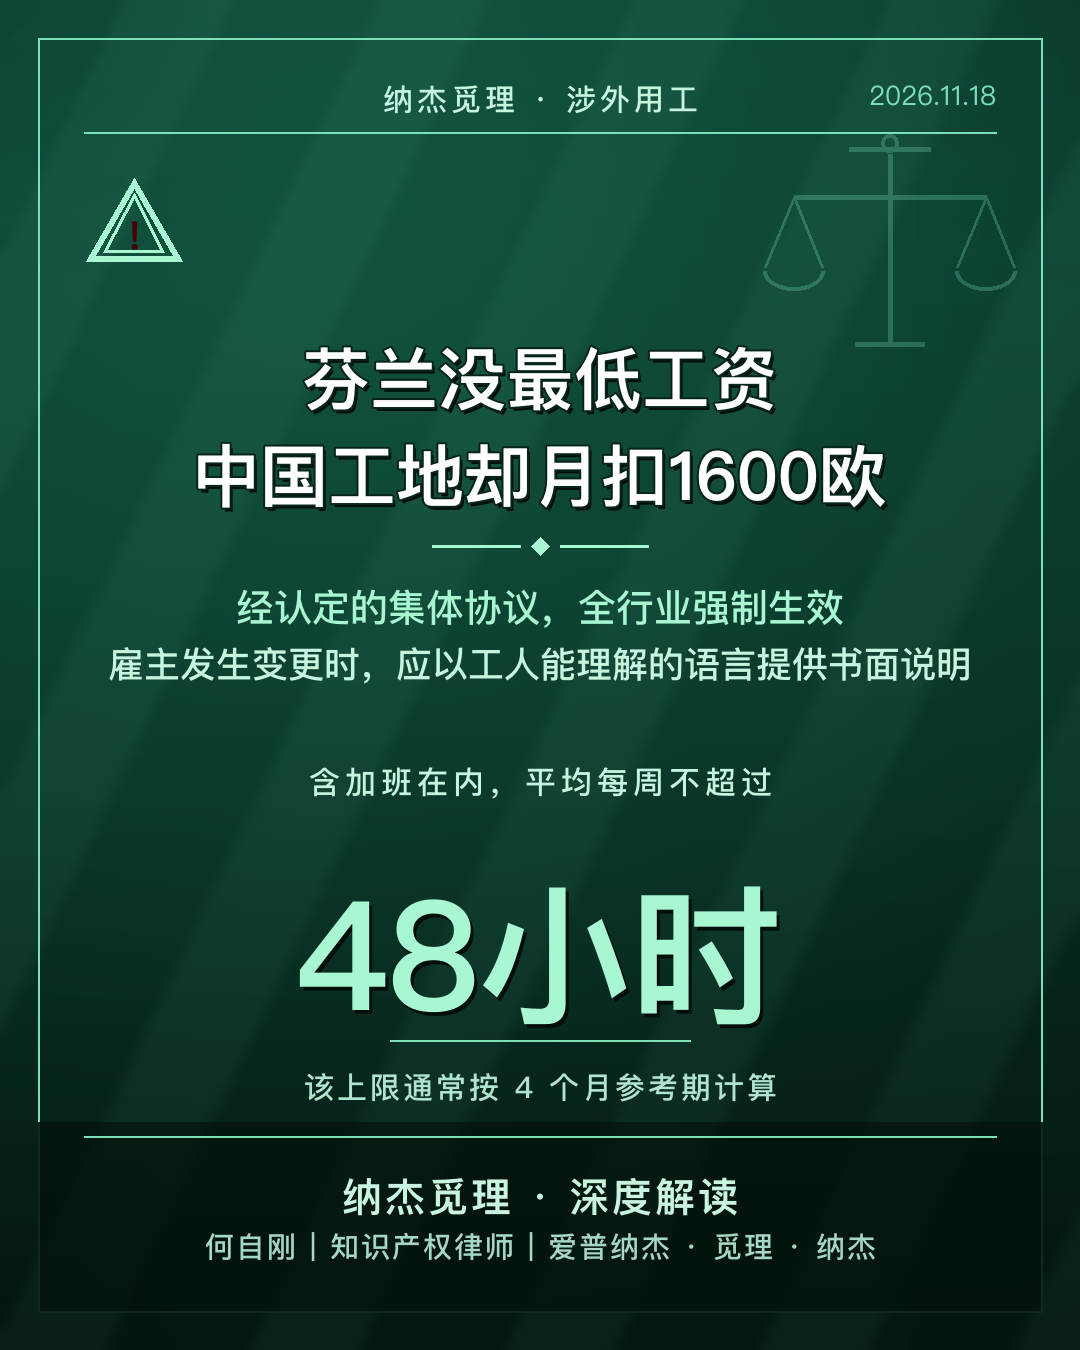 纳杰觅理 · 涉外用工
2026.11.18
!
芬兰没最低工资
中国工地却月扣1600欧
经认定的集体协议，全行业强制生效
雇主发生变更时，应以工人能理解的语言提供书面说明
含加班在内，平均每周不超过
48小时
该上限通常按 4 个月参考期计算
纳杰觅理 · 深度解读
何自刚 | 知识产权律师 | 爱普纳杰 · 觅理 · 纳杰